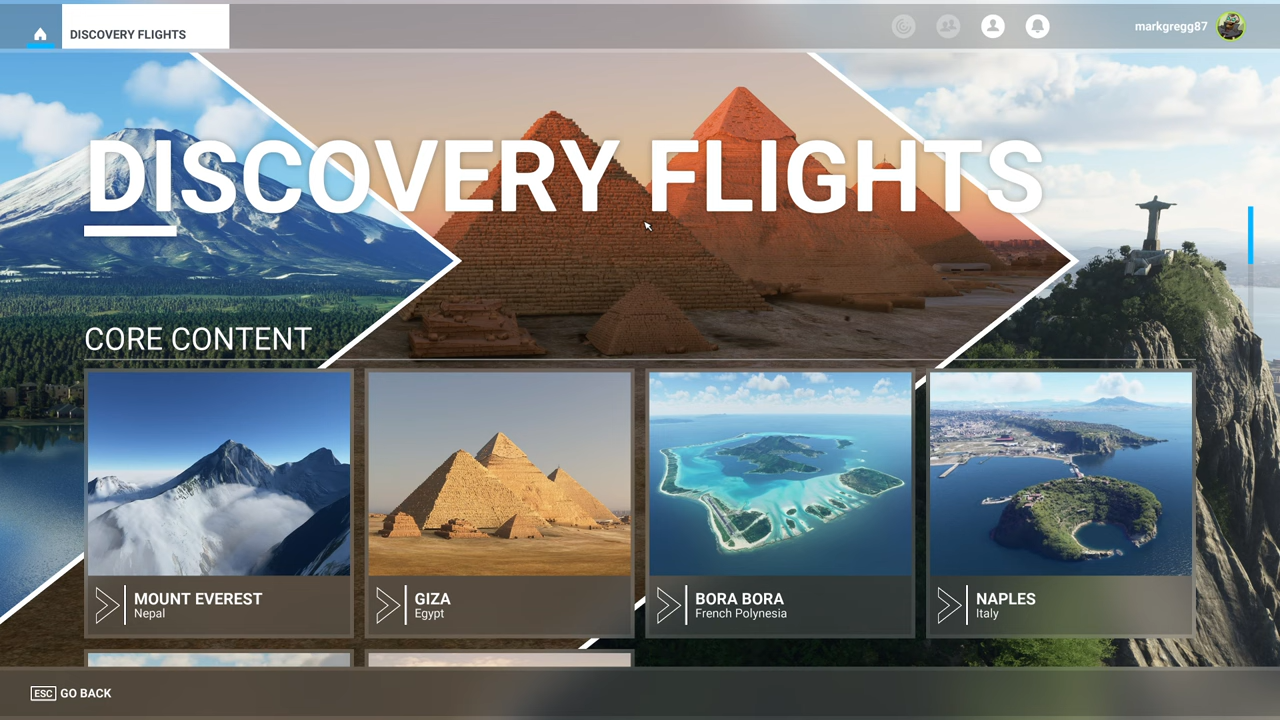 DISCOVERY FLIGHTS
markgregg87
DISCOVERY FLIGHTS
CORE CONTENT
MOUNT EVEREST
Nepal
GIZA
Egypt
BORA BORA
French Polynesia
NAPLES
Italy
ESC GO BACK